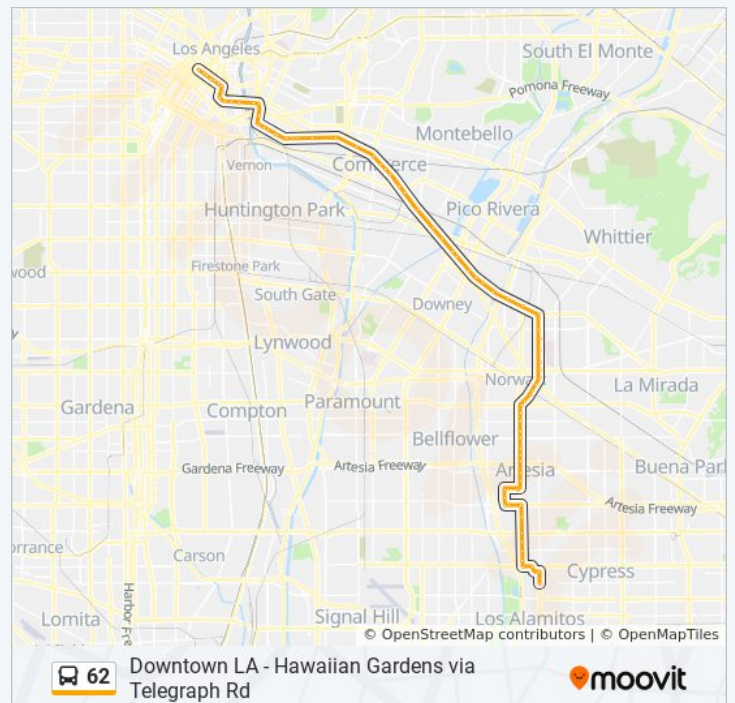 Los Angeles
South El Monte
Pomona Freeway
Montebello
Commerce
Vernon
Huntington Park
Pico Rivera
Whittier
wood
Firestone Park
South Gate
Downey
Lynwood
Norwa
La Mirada
Gardena
Compton
Paramount
Bellflower
Gardena Freeway
Artesia Freeway
Artesia
Buena Park
Artesia Freeway
orrance
Carson
Cypress
Harbor Fre
Lomita
Signal Hill
Los Alamitos
© OpenStreetMap contributors | © OpenMapTiles
62
Downtown LA - Hawaiian Gardens via
Telegraph Rd
moovit